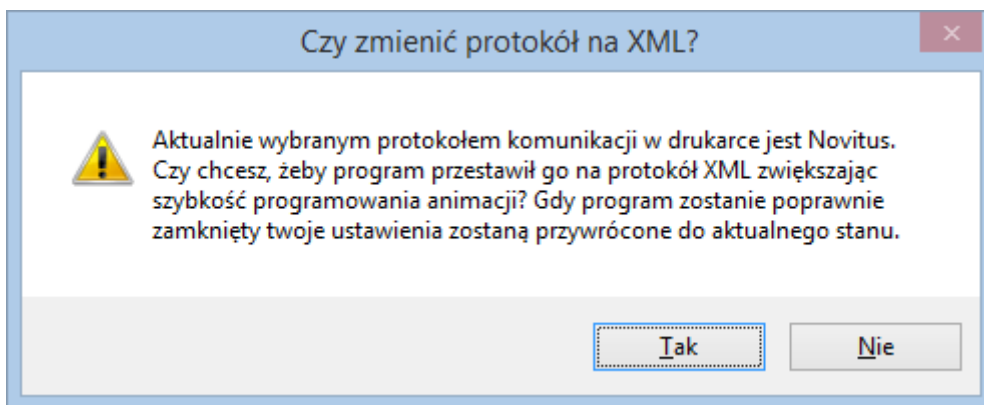 Czy zmienić protokół na XML?
Aktualnie wybranym protokołem komunikacji w drukarce jest Novitus.
Czy chcesz, żeby program przestawił go na protokół XML zwiększając
szybkość programowania animacji? Gdy program zostanie poprawnie
zamknięty twoje ustawienia zostaną przywrócone do aktualnego stanu.
Tak
Nie